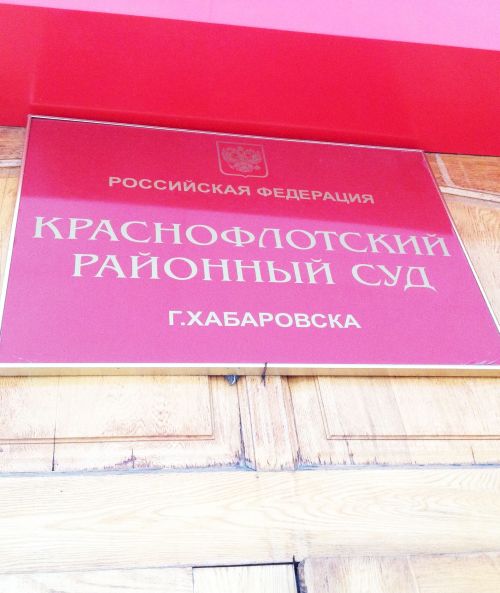 РОССИЙСКАЯ ФЕДЕРАЦИЯ
КРАСНОФЛОТСКИЙ
РАЙОННЫЙ СУД
Г.ХАБАРОВСКА